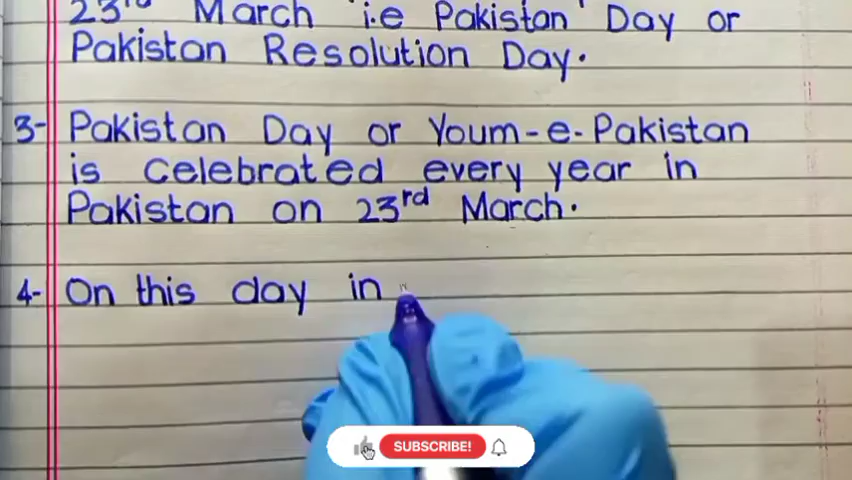 23rd March i.e Pakistan Day or
Pakistan Resolution Day.
3- Pakistan Day or Youm-e-Pakistan
is celebrated every year in
Pakistan on 23rd March.
4- On this day in
SUBSCRIBE!